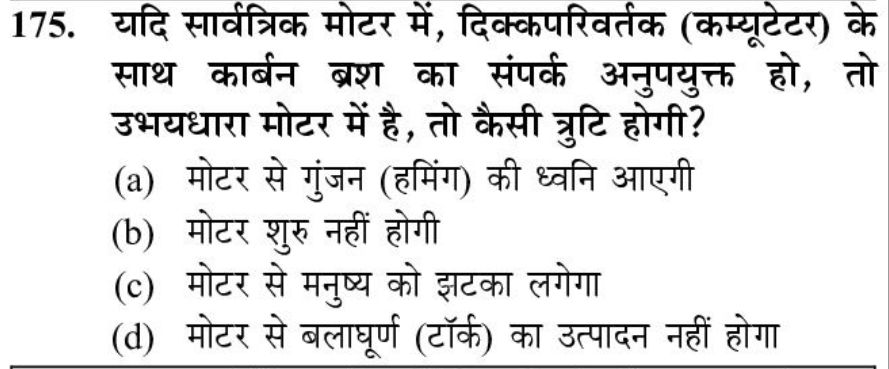 175. यदि सार्वत्रिक मोटर में, दिक्कपरिवर्तक (कम्यूटेटर) के
साथ कार्बन ब्रश का संपर्क अनुपयुक्त हो, तो
उभयधारा मोटर में है, तो कैसी त्रुटि होगी?
(a) मोटर से गुंजन (हमिंग) की ध्वनि आएगी
(b) मोटर शुरु नहीं होगी
(c) मोटर से मनुष्य को झटका लगेगा
(d) मोटर से बलाघूर्ण (टॉर्क) का उत्पादन नहीं होगा